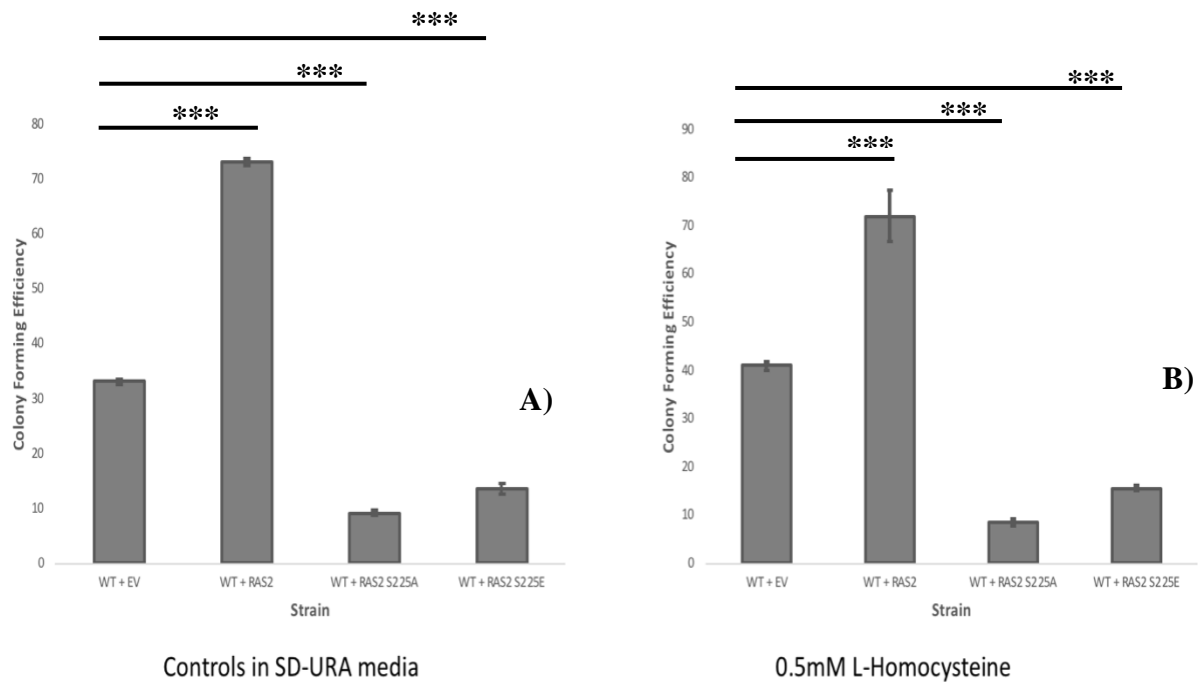 ***
***
***
80
70
60
50
40
30
20
10
0
Colony Forming Efficiency
A)
WT + EV WT + RAS2 WT + RAS2 S225A WT + RAS2 S225E
Strain
Controls in SD-URA media
***
***
***
90
80
70
60
50
40
30
20
10
0
Colony Forming Efficiency
B)
WT + EV WT + RAS2 WT + RAS2 S225A WT + RAS2 S225E
Strain
0.5mM L-Homocysteine